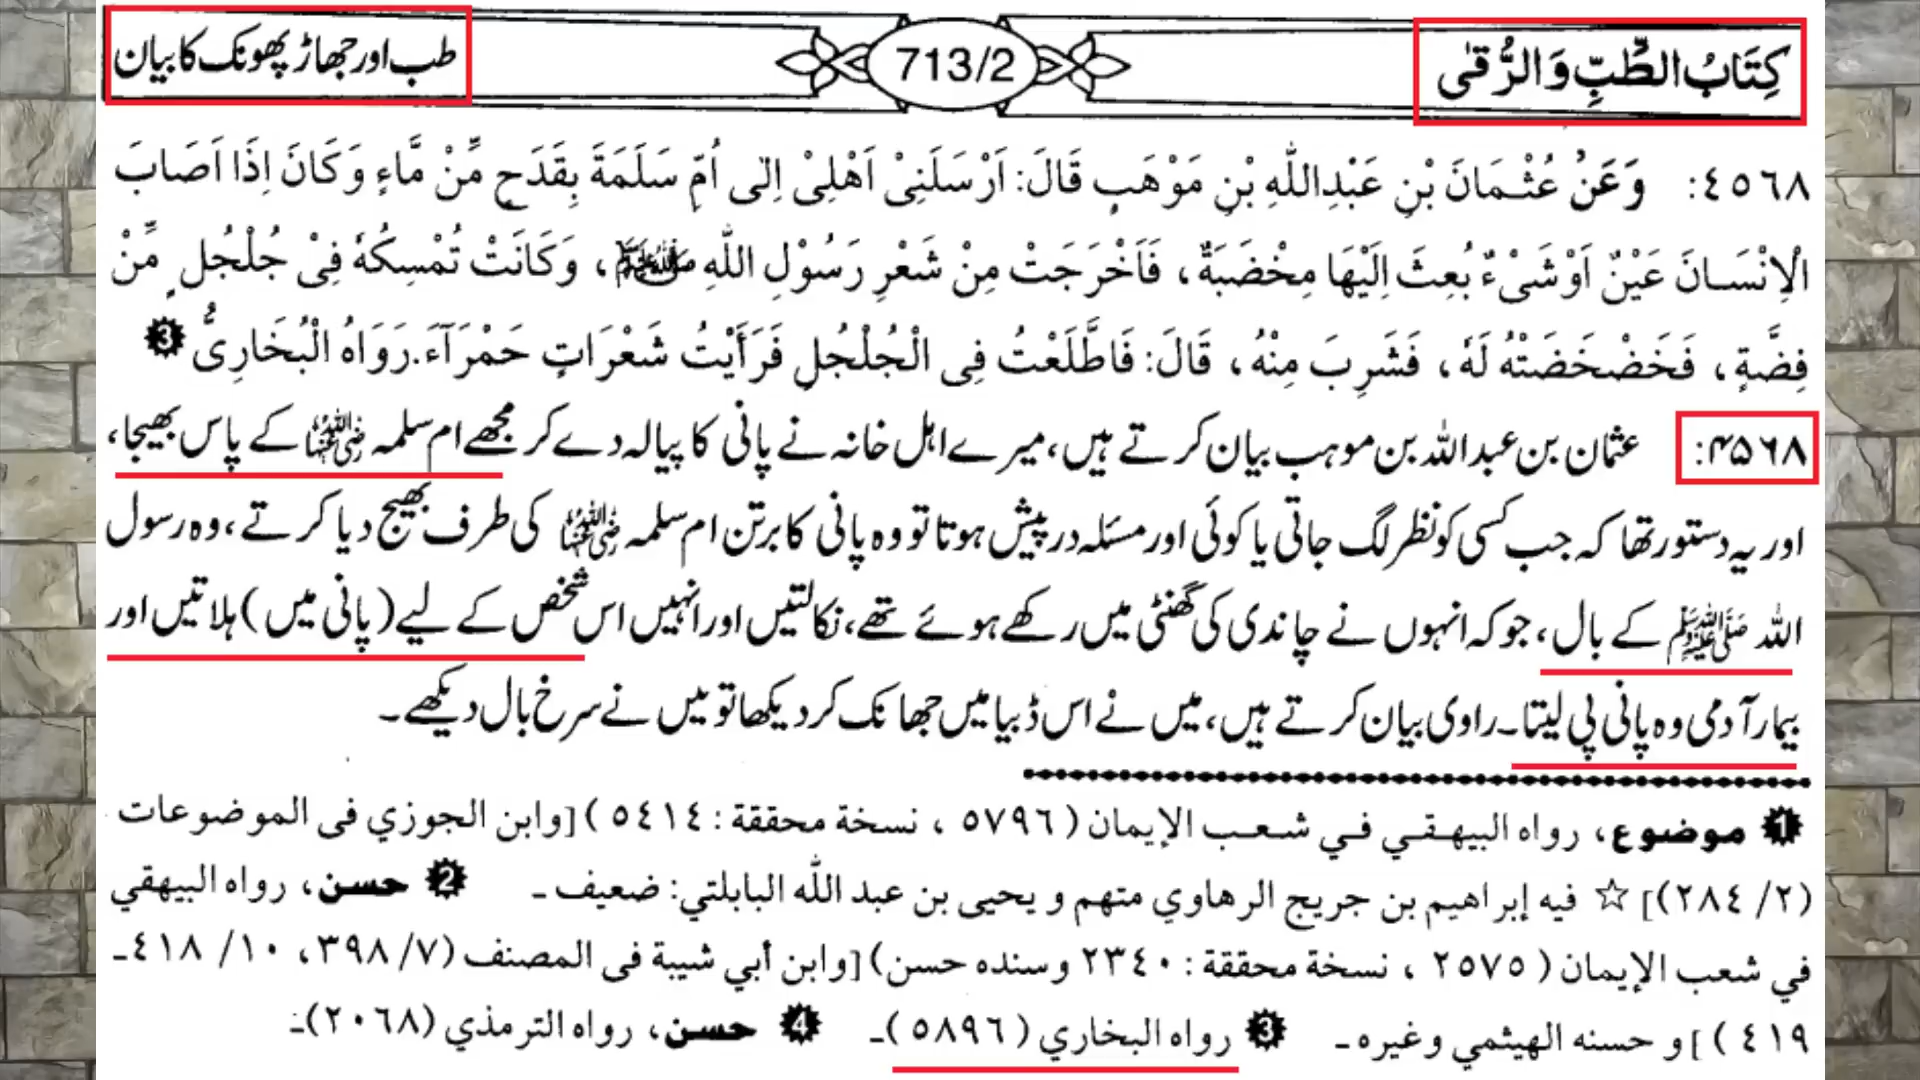 كِتَابُ الطِّبِّ وَالرُّقٰى 713/2 طب اور جھاڑ پھونک کا بیان
٤٥٦٨: وَعَنْ عُثْمَانَ بْنِ عَبْدِاللّٰهِ بْنِ مَوْهَبٍ قَالَ: اَرْسَلَنِىْ اَهْلِىْ اِلٰى اُمِّ سَلَمَةَ بِقَدَحٍ مِّنْ مَّاءٍ وَكَانَ اِذَا اَصَابَ
الْاِنْسَانَ عَيْنٌ اَوْشَىْءٌ بُعِثَ اِلَيْهَا مِخْضَبَةٌ، فَاَخْرَجَتْ مِنْ شَعْرِ رَسُوْلِ اللّٰهِ ﷺ، وَكَانَتْ تُمْسِكُهٗ فِىْ جُلْجُلٍ مِّنْ
فِضَّةٍ، فَخَضْخَضَتْهُ لَهٗ، فَشَرِبَ مِنْهُ، قَالَ: فَاطَّلَعْتُ فِى الْجُلْجُلِ فَرَأَيْتُ شَعْرَاتٍ حَمْرَآءَ. رَوَاهُ الْبُخَارِىُّ ❸
۴۵۶۸: عثمان بن عبداللہ بن موہب بیان کرتے ہیں، میرے اہل خانہ نے پانی کا پیالہ دے کر مجھے ام سلمہ رضی اللہ عنہا کے پاس بھیجا،
اور یہ دستور تھا کہ جب کسی کو نظر لگ جاتی یا کوئی اور مسئلہ درپیش ہوتا تو وہ پانی کا برتن ام سلمہ رضی اللہ عنہا کی طرف بھیج دیا کرتے، وہ رسول
اللہ ﷺ کے بال، جو کہ انہوں نے چاندی کی گھنٹی میں رکھے ہوئے تھے، نکالتیں اور انہیں اس شخص کے لیے (پانی میں) ہلاتیں اور
بیمار آدمی وہ پانی پی لیتا۔ راوی بیان کرتے ہیں، میں نے اس ڈبیا میں جھانک کر دیکھا تو میں نے سرخ بال دیکھے۔
❶ موضوع، رواه البيهقي في شعب الإيمان (٥٧٩٦، نسخة محققة: ٥٤١٤) [وابن الجوزي فى الموضوعات
(٢/ ٢٨٤)] ☆ فيه إبراهيم بن جريج الرهاوي متهم و يحيى بن عبد الله البابلتي: ضعيف۔ ❷ حسن، رواه البيهقي
في شعب الإيمان (٢٥٧٥، نسخة محققة: ٢٣٤٠ وسنده حسن) [وابن أبي شيبة فى المصنف (٧/ ٣٩٨، ١٠/ ٤١٨۔
٤١٩)] و حسنه الهيثمي وغيره۔ ❸ رواه البخاري (٥٨٩٦)۔ ❹ حسن، رواه الترمذي (٢٠٦٨)۔